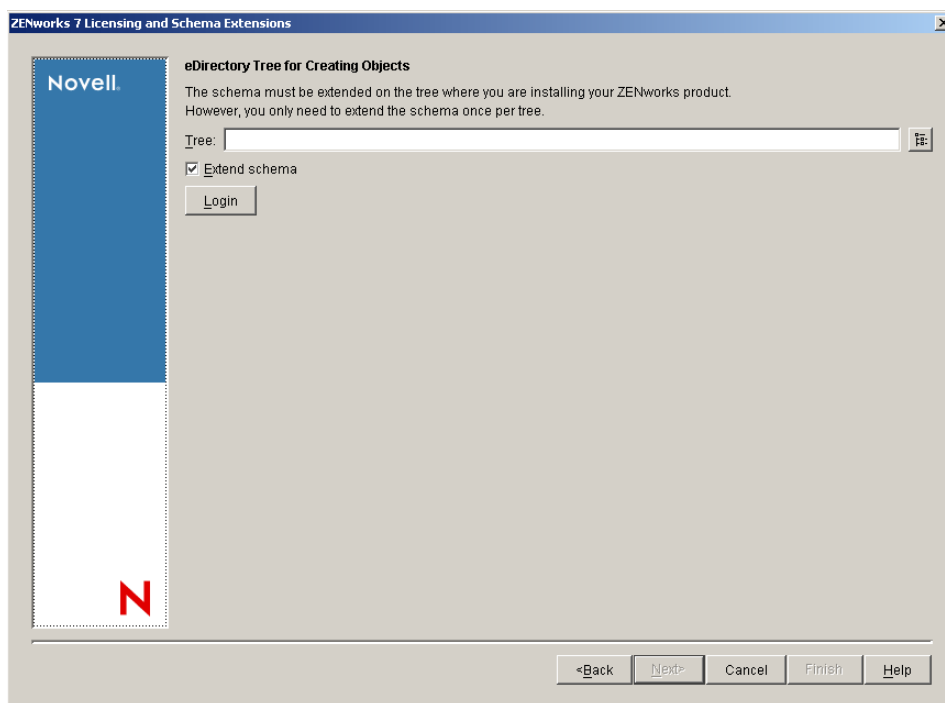 ZENworks 7 Licensing and Schema Extensions
Novell.
eDirectory Tree for Creating Objects
The schema must be extended on the tree where you are installing your ZENworks product.
However, you only need to extend the schema once per tree.
Tree:
Extend schema
Login
N
<Back Next> Cancel Finish Help